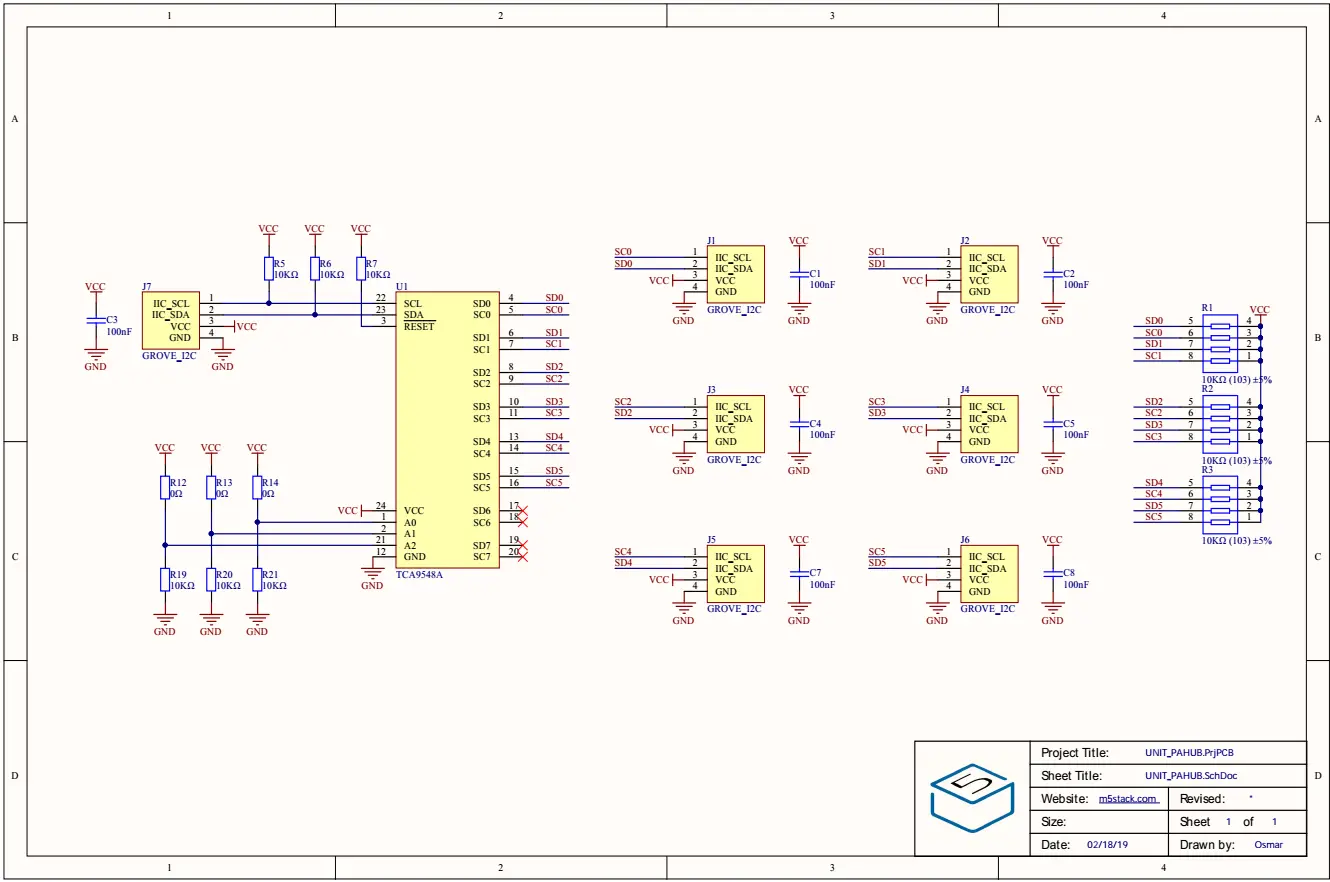 1 2 3 4
A A
B B
C C
D D
VCC VCC VCC
R5 R6 R7
10KΩ 10KΩ 10KΩ
VCC
C3
100nF
GND
J7
IIC_SCL 1
IIC_SDA 2
VCC 3 VCC
GND 4
GROVE_I2C
GND
U1
22 SCL SD0 4 SD0
23 SDA SC0 5 SC0
3 RESET
SD1 6 SD1
SC1 7 SC1
SD2 8 SD2
SC2 9 SC2
SD3 10 SD3
SC3 11 SC3
SD4 13 SD4
SC4 14 SC4
SD5 15 SD5
SC5 16 SC5
VCC 24 VCC SD6 17
1 A0 SC6 18
2 A1
21 A2 SD7 19
12 GND SC7 20
TCA9548A
GND
VCC VCC VCC
R12 R13 R14
0Ω 0Ω 0Ω
R19 R20 R21
10KΩ 10KΩ 10KΩ
GND GND GND
J1
SC0 1 IIC_SCL
SD0 2 IIC_SDA
VCC 3 VCC
4 GND
GROVE_I2C
GND
VCC
C1
100nF
GND
J2
SC1 1 IIC_SCL
SD1 2 IIC_SDA
VCC 3 VCC
4 GND
GROVE_I2C
GND
VCC
C2
100nF
GND
J3
SC2 1 IIC_SCL
SD2 2 IIC_SDA
VCC 3 VCC
4 GND
GROVE_I2C
GND
VCC
C4
100nF
GND
J4
SC3 1 IIC_SCL
SD3 2 IIC_SDA
VCC 3 VCC
4 GND
GROVE_I2C
GND
VCC
C5
100nF
GND
J5
SC4 1 IIC_SCL
SD4 2 IIC_SDA
VCC 3 VCC
4 GND
GROVE_I2C
GND
VCC
C7
100nF
GND
J6
SC5 1 IIC_SCL
SD5 2 IIC_SDA
VCC 3 VCC
4 GND
GROVE_I2C
GND
VCC
C8
100nF
GND
R1 VCC
SD0 5 4
SC0 6 3
SD1 7 2
SC1 8 1
10KΩ (103) ±5%
R2
SD2 5 4
SC2 6 3
SD3 7 2
SC3 8 1
10KΩ (103) ±5%
R3
SD4 5 4
SC4 6 3
SD5 7 2
SC5 8 1
10KΩ (103) ±5%
5
Project Title: UNIT_PAHUB.PrjPCB
Sheet Title: UNIT_PAHUB.SchDoc
Website: m5stack.com Revised: *
Size: Sheet 1 of 1
Date: 02/18/19 Drawn by: Osmar
1 2 3 4